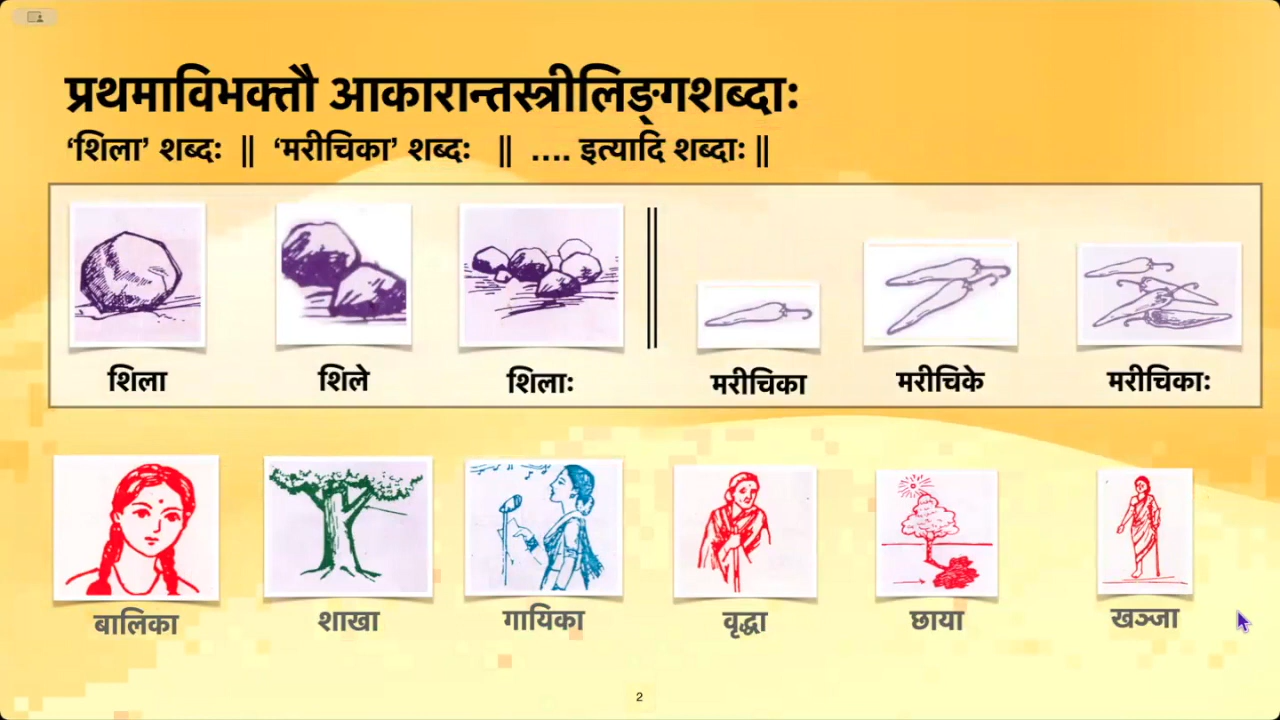 प्रथमाविभक्तौ आकारान्तस्त्रीलिङ्गशब्दाः
‘शिला’ शब्दः || ‘मरीचिका’ शब्दः || .... इत्यादि शब्दाः ||
शिला शिले शिलाः मरीचिका मरीचिके मरीचिकाः
बालिका शाखा गायिका वृद्धा छाया खञ्जा
2